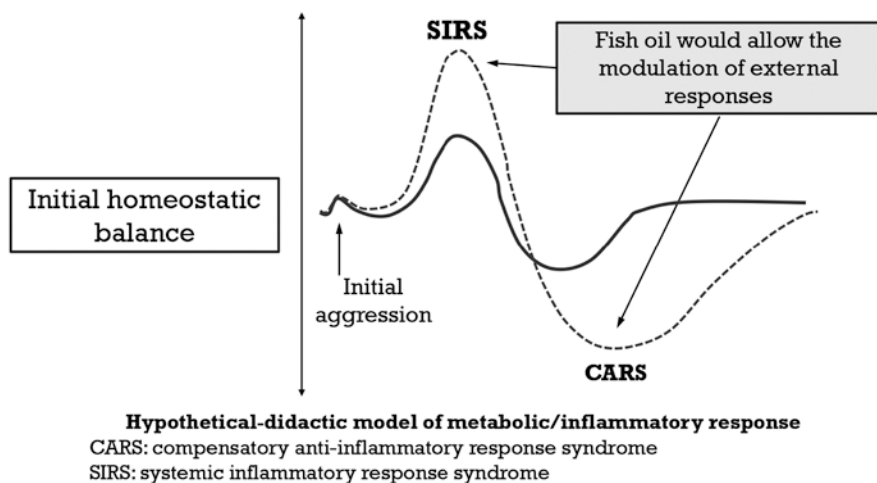 SIRS
Fish oil would allow the
modulation of external
responses
Initial homeostatic
balance
Initial
aggression
CARS
Hypothetical-didactic model of metabolic/inflammatory response
CARS: compensatory anti-inflammatory response syndrome
SIRS: systemic inflammatory response syndrome